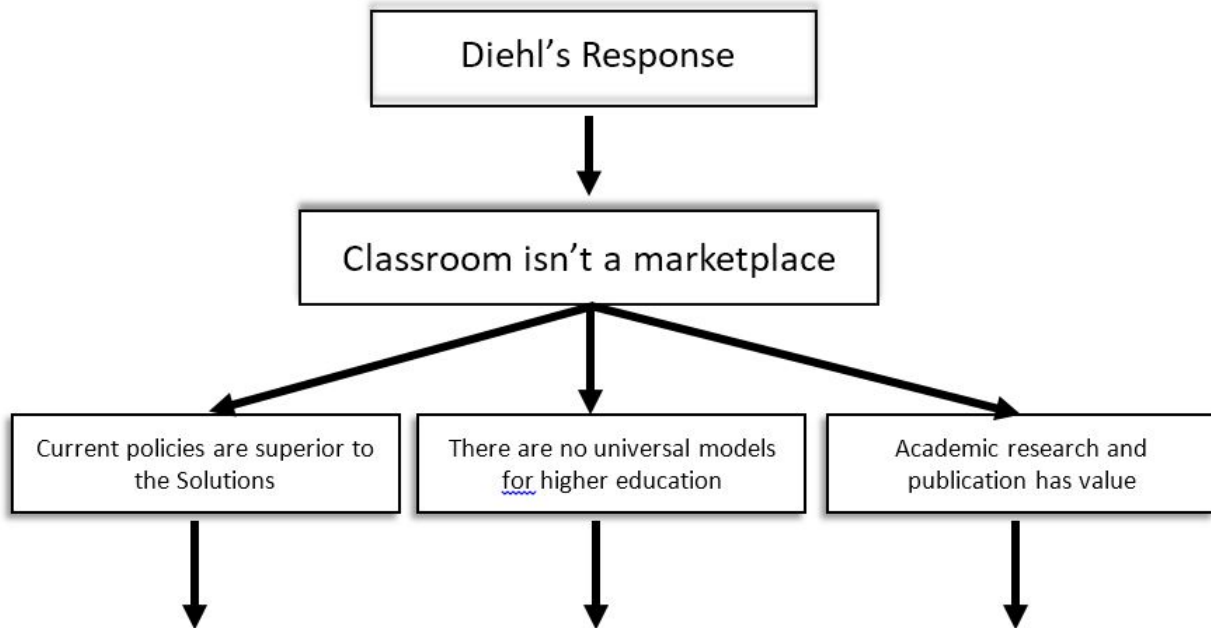 Diehl’s Response
Classroom isn’t a marketplace
Current policies are superior to
the Solutions
There are no universal models
for higher education
Academic research and
publication has value